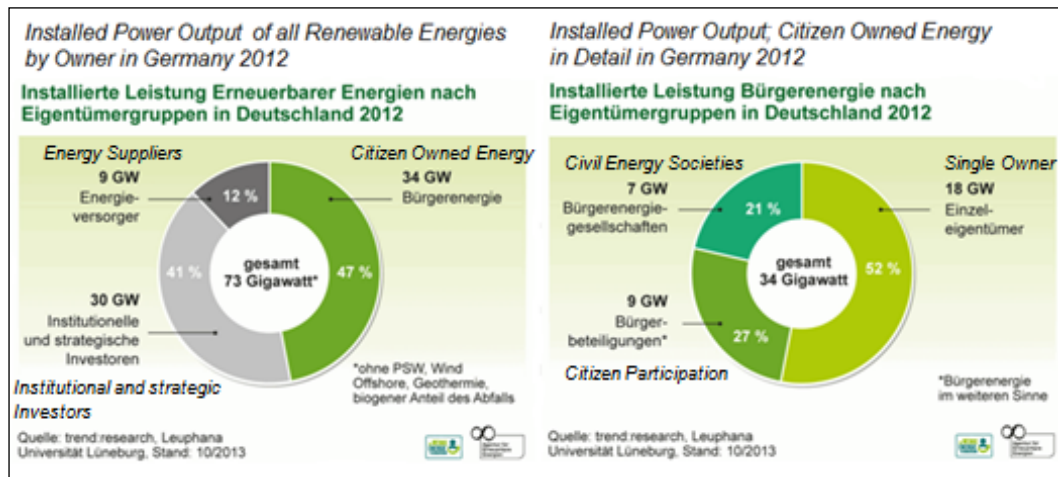 Installed Power Output of all Renewable Energies
by Owner in Germany 2012
Installierte Leistung Erneuerbarer Energien nach
Eigentümergruppen in Deutschland 2012
Energy Suppliers
9 GW
Energie-
versorger
12 %
Citizen Owned Energy
34 GW
Bürgerenergie
41 %
gesamt
73 Gigawatt*
47 %
30 GW
Institutionelle
und strategische
Investoren
Institutional and strategic
Investors
*ohne PSW, Wind
Offshore, Geothermie,
biogener Anteil des Abfalls
Quelle: trend:research, Leuphana
Universität Lüneburg, Stand: 10/2013
Installed Power Output; Citizen Owned Energy
in Detail in Germany 2012
Installierte Leistung Bürgerenergie nach
Eigentümergruppen in Deutschland 2012
Civil Energy Societies
7 GW
Bürgerenergie-
gesellschaften
21 %
Single Owner
18 GW
Einzel-
eigentümer
gesamt
34 Gigawatt
52 %
9 GW
Bürger-
beteiligungen*
27 %
Citizen Participation
*Bürgerenergie
im weiteren Sinne
Quelle: trend:research, Leuphana
Universität Lüneburg, Stand: 10/2013